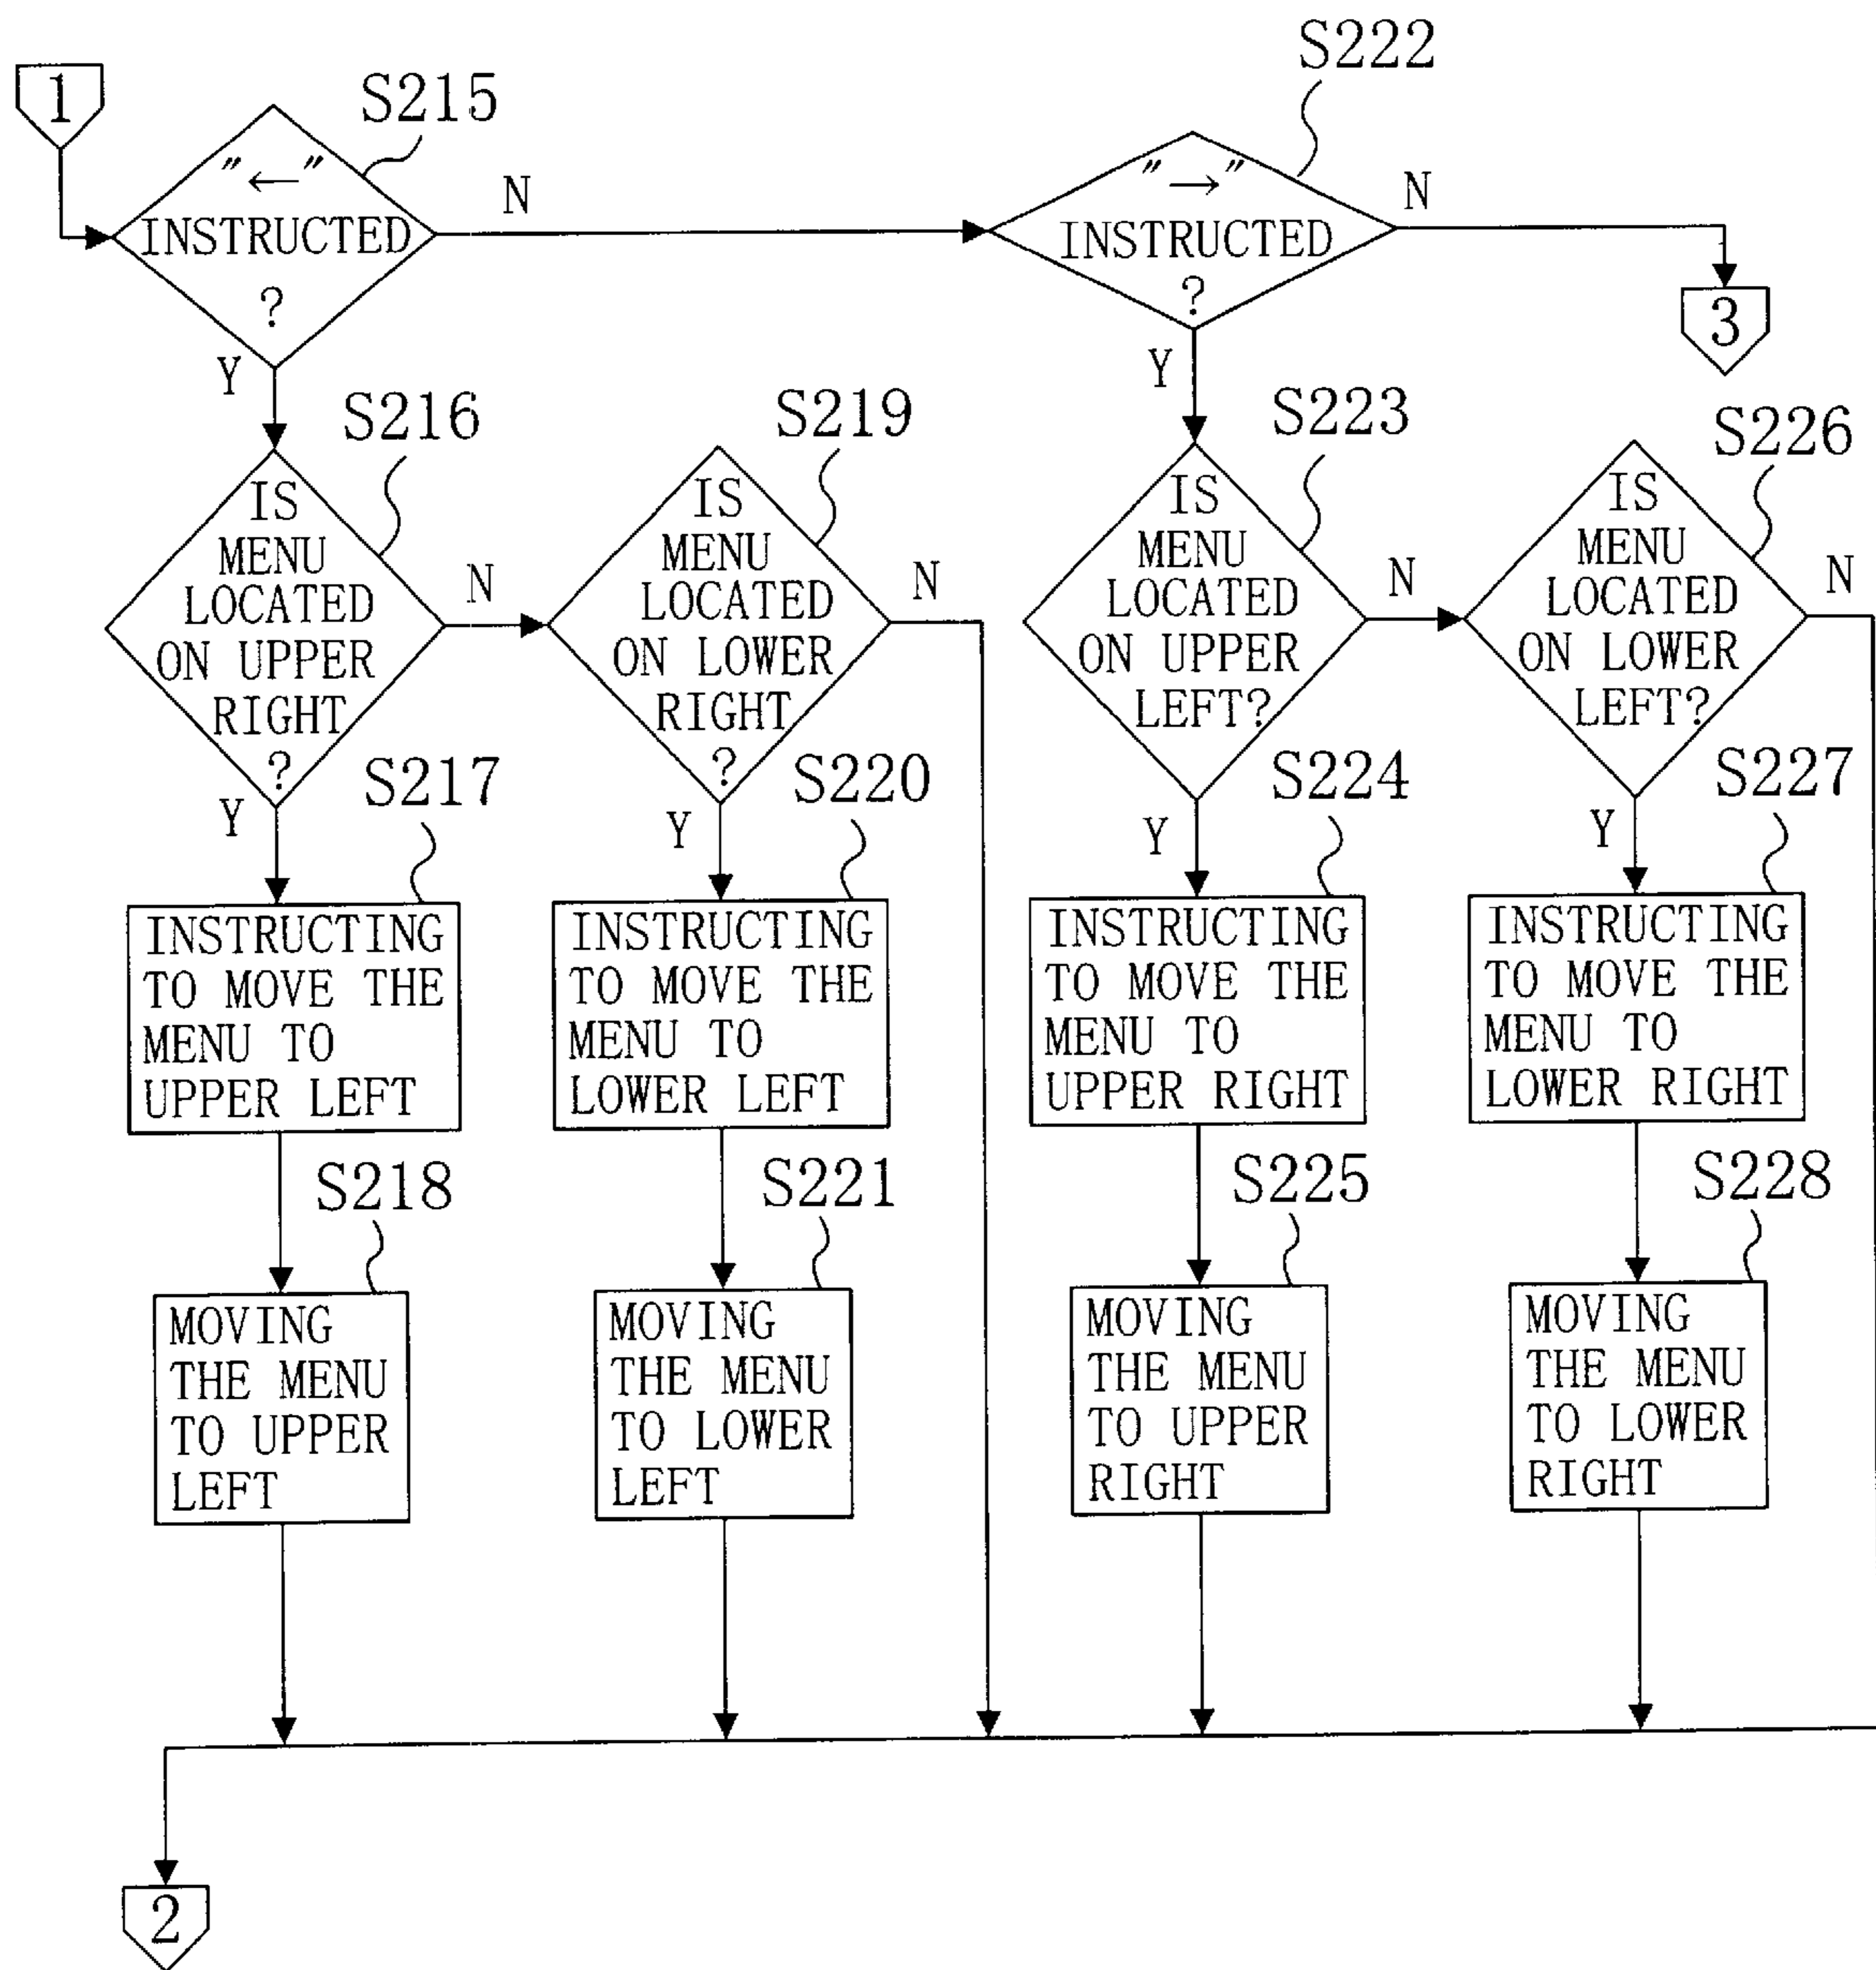 1
S215
"←"
INSTRUCTED
?
N
Y
S222
"→"
INSTRUCTED
?
N
Y
3
S216
IS
MENU
LOCATED
ON UPPER
RIGHT
?
N
Y
S219
IS
MENU
LOCATED
ON LOWER
RIGHT
?
N
Y
S223
IS
MENU
LOCATED
ON UPPER
LEFT?
N
Y
S226
IS
MENU
LOCATED
ON LOWER
LEFT?
N
Y
S217
INSTRUCTING
TO MOVE THE
MENU TO
UPPER LEFT
S220
INSTRUCTING
TO MOVE THE
MENU TO
LOWER LEFT
S224
INSTRUCTING
TO MOVE THE
MENU TO
UPPER RIGHT
S227
INSTRUCTING
TO MOVE THE
MENU TO
LOWER RIGHT
S218
MOVING
THE MENU
TO UPPER
LEFT
S221
MOVING
THE MENU
TO LOWER
LEFT
S225
MOVING
THE MENU
TO UPPER
RIGHT
S228
MOVING
THE MENU
TO LOWER
RIGHT
2